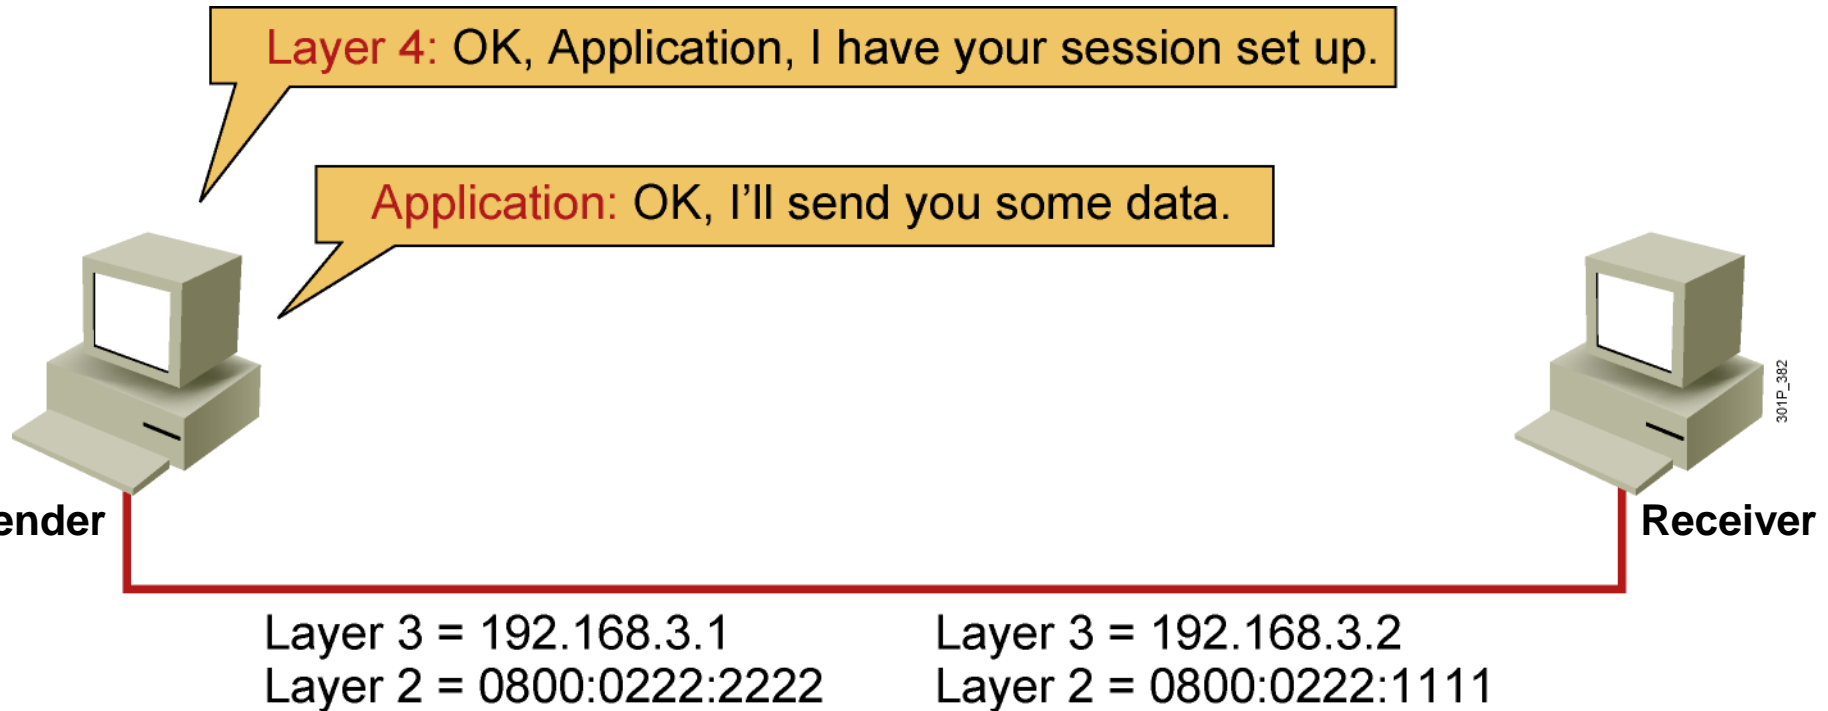 Layer 4: OK, Application, I have your session set up.
Application: OK, I'll send you some data.
301P_382
ender
Receiver
Layer 3 = 192.168.3.1
Layer 2 = 0800:0222:2222
Layer 3 = 192.168.3.2
Layer 2 = 0800:0222:1111